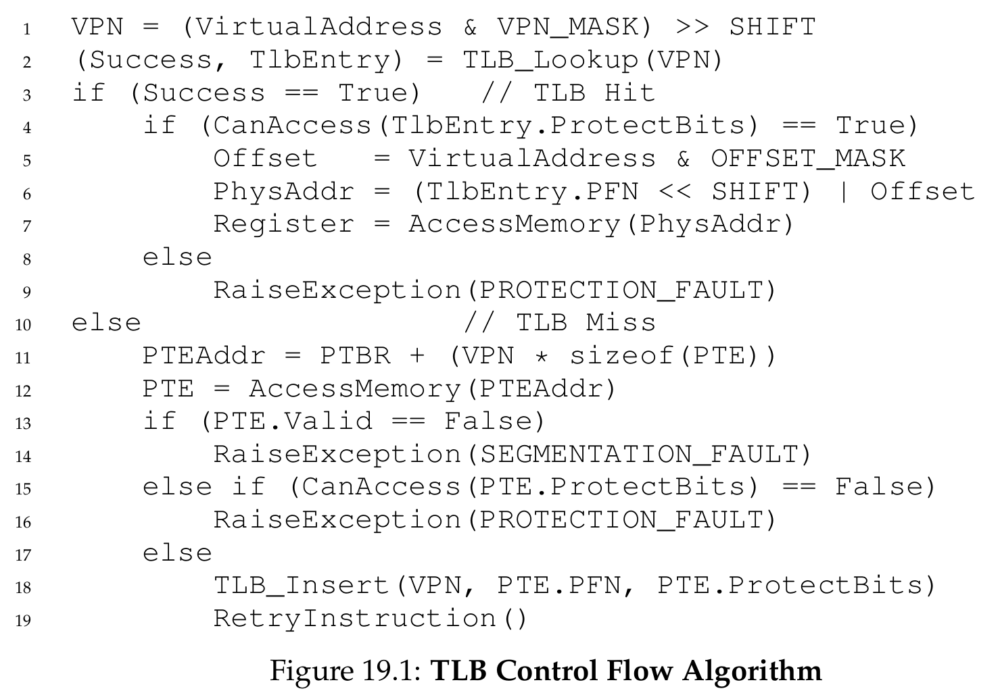 1 VPN = (VirtualAddress & VPN_MASK) >> SHIFT
2 (Success, TlbEntry) = TLB_Lookup(VPN)
3 if (Success == True)   // TLB Hit
4     if (CanAccess(TlbEntry.ProtectBits) == True)
5         Offset   = VirtualAddress & OFFSET_MASK
6         PhysAddr = (TlbEntry.PFN << SHIFT) | Offset
7         Register = AccessMemory(PhysAddr)
8     else
9         RaiseException(PROTECTION_FAULT)
10 else                  // TLB Miss
11     PTEAddr = PTBR + (VPN * sizeof(PTE))
12     PTE = AccessMemory(PTEAddr)
13     if (PTE.Valid == False)
14         RaiseException(SEGMENTATION_FAULT)
15     else if (CanAccess(PTE.ProtectBits) == False)
16         RaiseException(PROTECTION_FAULT)
17     else
18         TLB_Insert(VPN, PTE.PFN, PTE.ProtectBits)
19         RetryInstruction()
Figure 19.1: TLB Control Flow Algorithm